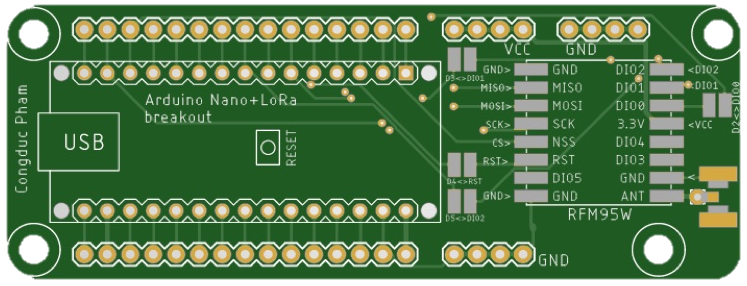 VCC
GND
Arduino Nano+LoRa
breakout
Congduc Pham
USB
RESET
D3<>DIO1
GND>
MISO>
MOSI>
SCK>
CS>
RST>
D4<>RST
GND>
D5<>DIO2
GND
MISO
MOSI
SCK
NSS
RST
DIO5
GND
DIO2
DIO1
DIO0
3.3V
DIO4
DIO3
GND
ANT
<DIO2
<DIO1
<VCC
<
D2<>DIO0
RFM95W
GND